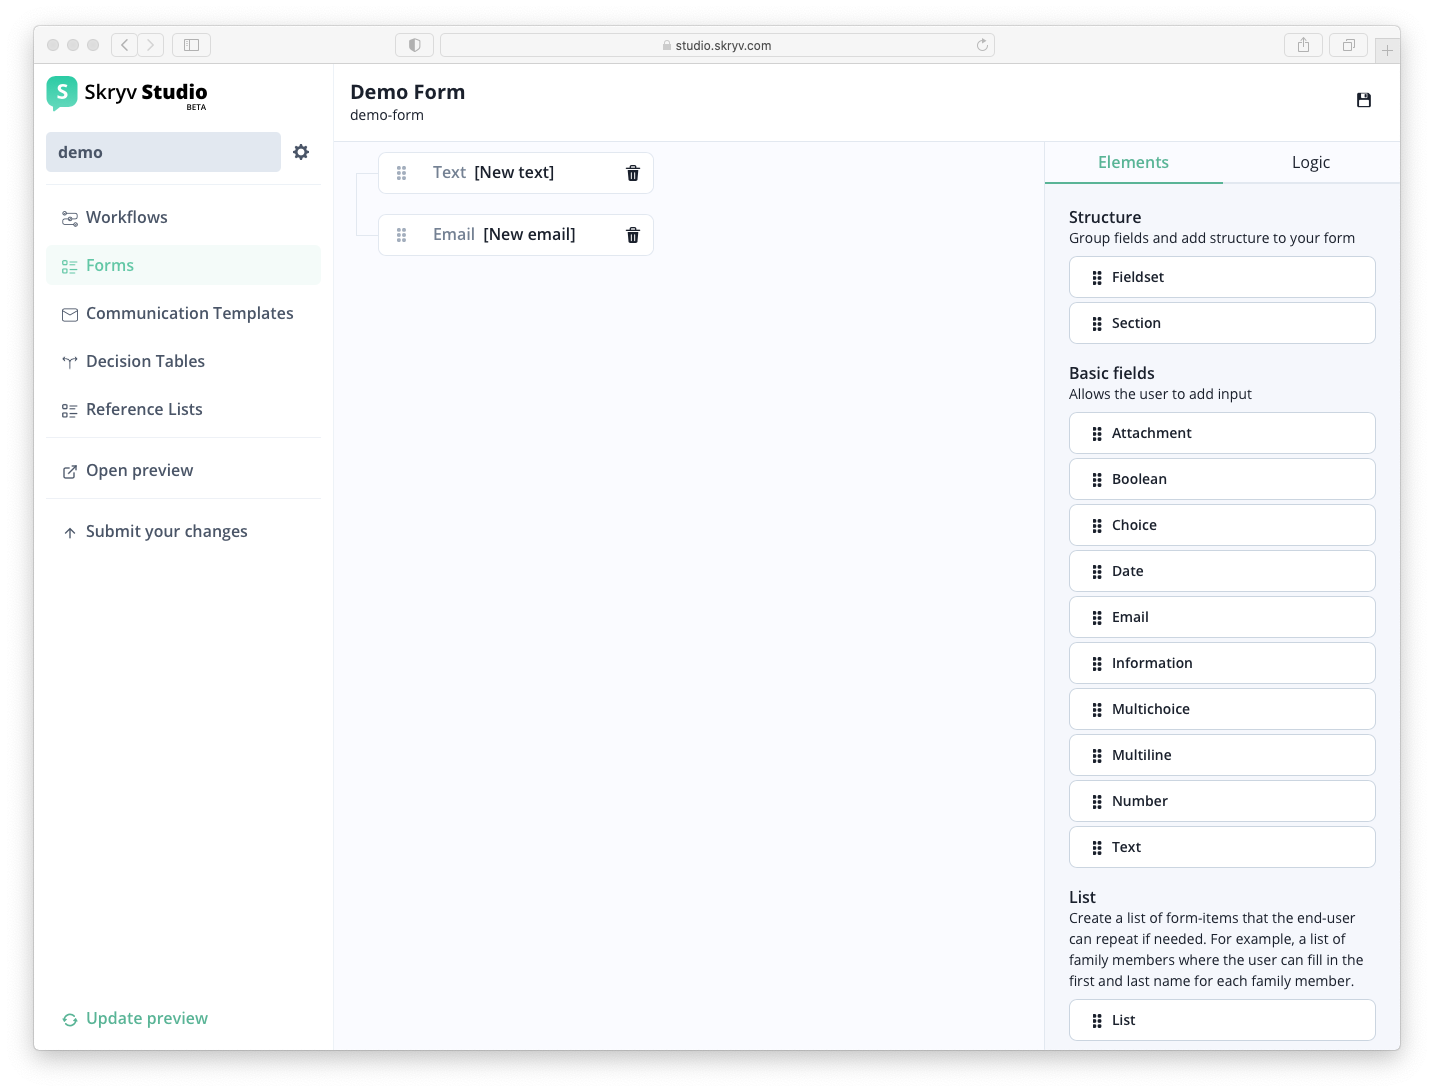 studio.skryv.com
S Skryv Studio
BETA
demo
Workflows
Forms
Communication Templates
Decision Tables
Reference Lists
Open preview
Submit your changes
Update preview
Demo Form
demo-form
Text [New text]
Email [New email]
Elements
Logic
Structure
Group fields and add structure to your form
Fieldset
Section
Basic fields
Allows the user to add input
Attachment
Boolean
Choice
Date
Email
Information
Multichoice
Multiline
Number
Text
List
Create a list of form-items that the end-user
can repeat if needed. For example, a list of
family members where the user can fill in the
first and last name for each family member.
List